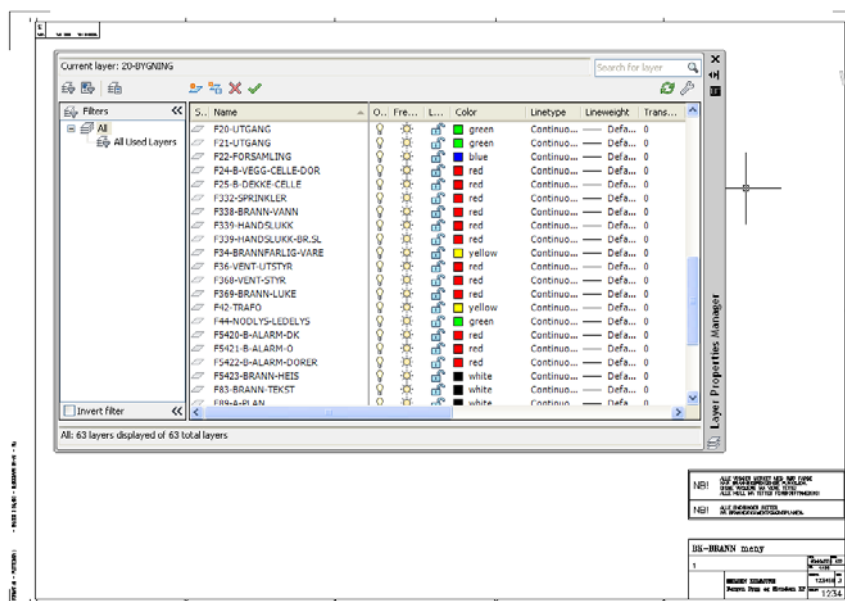 Current layer: 20-BYGNING
Search for layer
Filters
All
All Used Layers
Invert filter
S.. Name O.. Fre... L... Color Linetype Lineweight Trans...
F20-UTGANG green Continuo... Defa... 0
F21-UTGANG green Continuo... Defa... 0
F22-FORSAMLING blue Continuo... Defa... 0
F24-B-VEGG-CELLE-DOR red Continuo... Defa... 0
F25-B-DEKKE-CELLE red Continuo... Defa... 0
F332-SPRINKLER red Continuo... Defa... 0
F338-BRANN-VANN red Continuo... Defa... 0
F339-HANDSLUKK red Continuo... Defa... 0
F339-HANDSLUKK-BR.SL red Continuo... Defa... 0
F34-BRANNFARLIG-VARE yellow Continuo... Defa... 0
F36-VENT-UTSTYR red Continuo... Defa... 0
F368-VENT-STYR red Continuo... Defa... 0
F369-BRANN-LUKE red Continuo... Defa... 0
F42-TRAFO yellow Continuo... Defa... 0
F44-NODLYS-LEDELYS green Continuo... Defa... 0
F5420-B-ALARM-DK red Continuo... Defa... 0
F5421-B-ALARM-O red Continuo... Defa... 0
F5422-B-ALARM-DORER red Continuo... Defa... 0
F5423-BRANN-HEIS white Continuo... Defa... 0
F83-BRANN-TEKST white Continuo... Defa... 0
F89-A-PLAN white Continuo... Defa... 0
All: 63 layers displayed of 63 total layers
Layer Properties Manager
NB!
NB!
BK-BRANN meny
1
1234